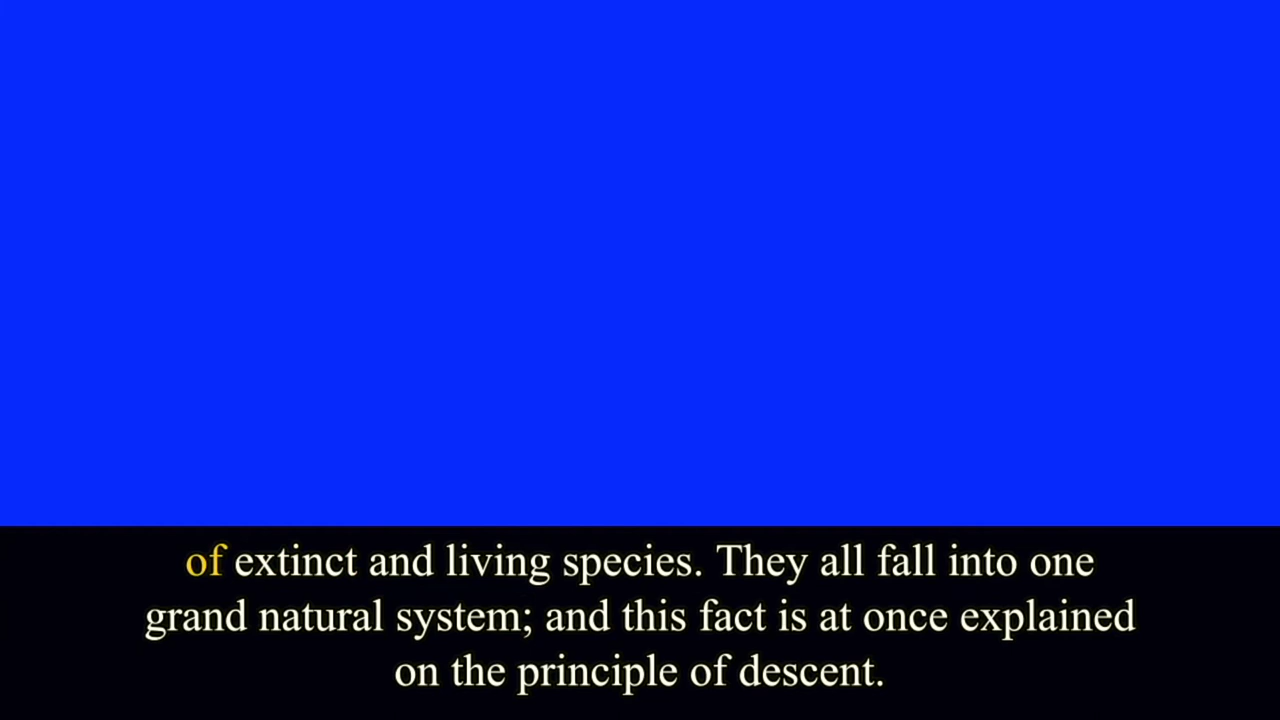 of extinct and living species. They all fall into one
grand natural system; and this fact is at once explained
on the principle of descent.